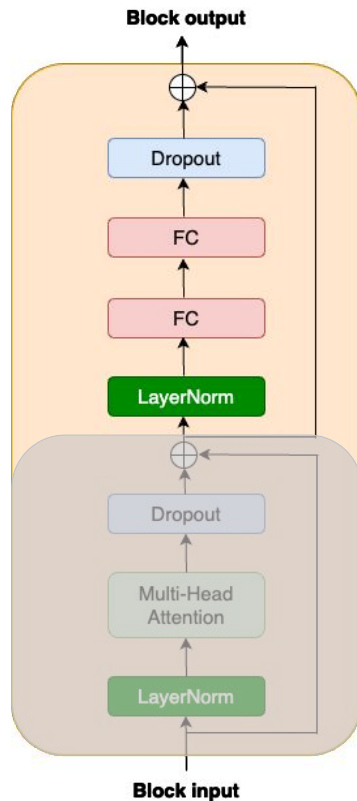 Block output
Dropout
FC
FC
LayerNorm
Dropout
Multi-Head
Attention
LayerNorm
Block input